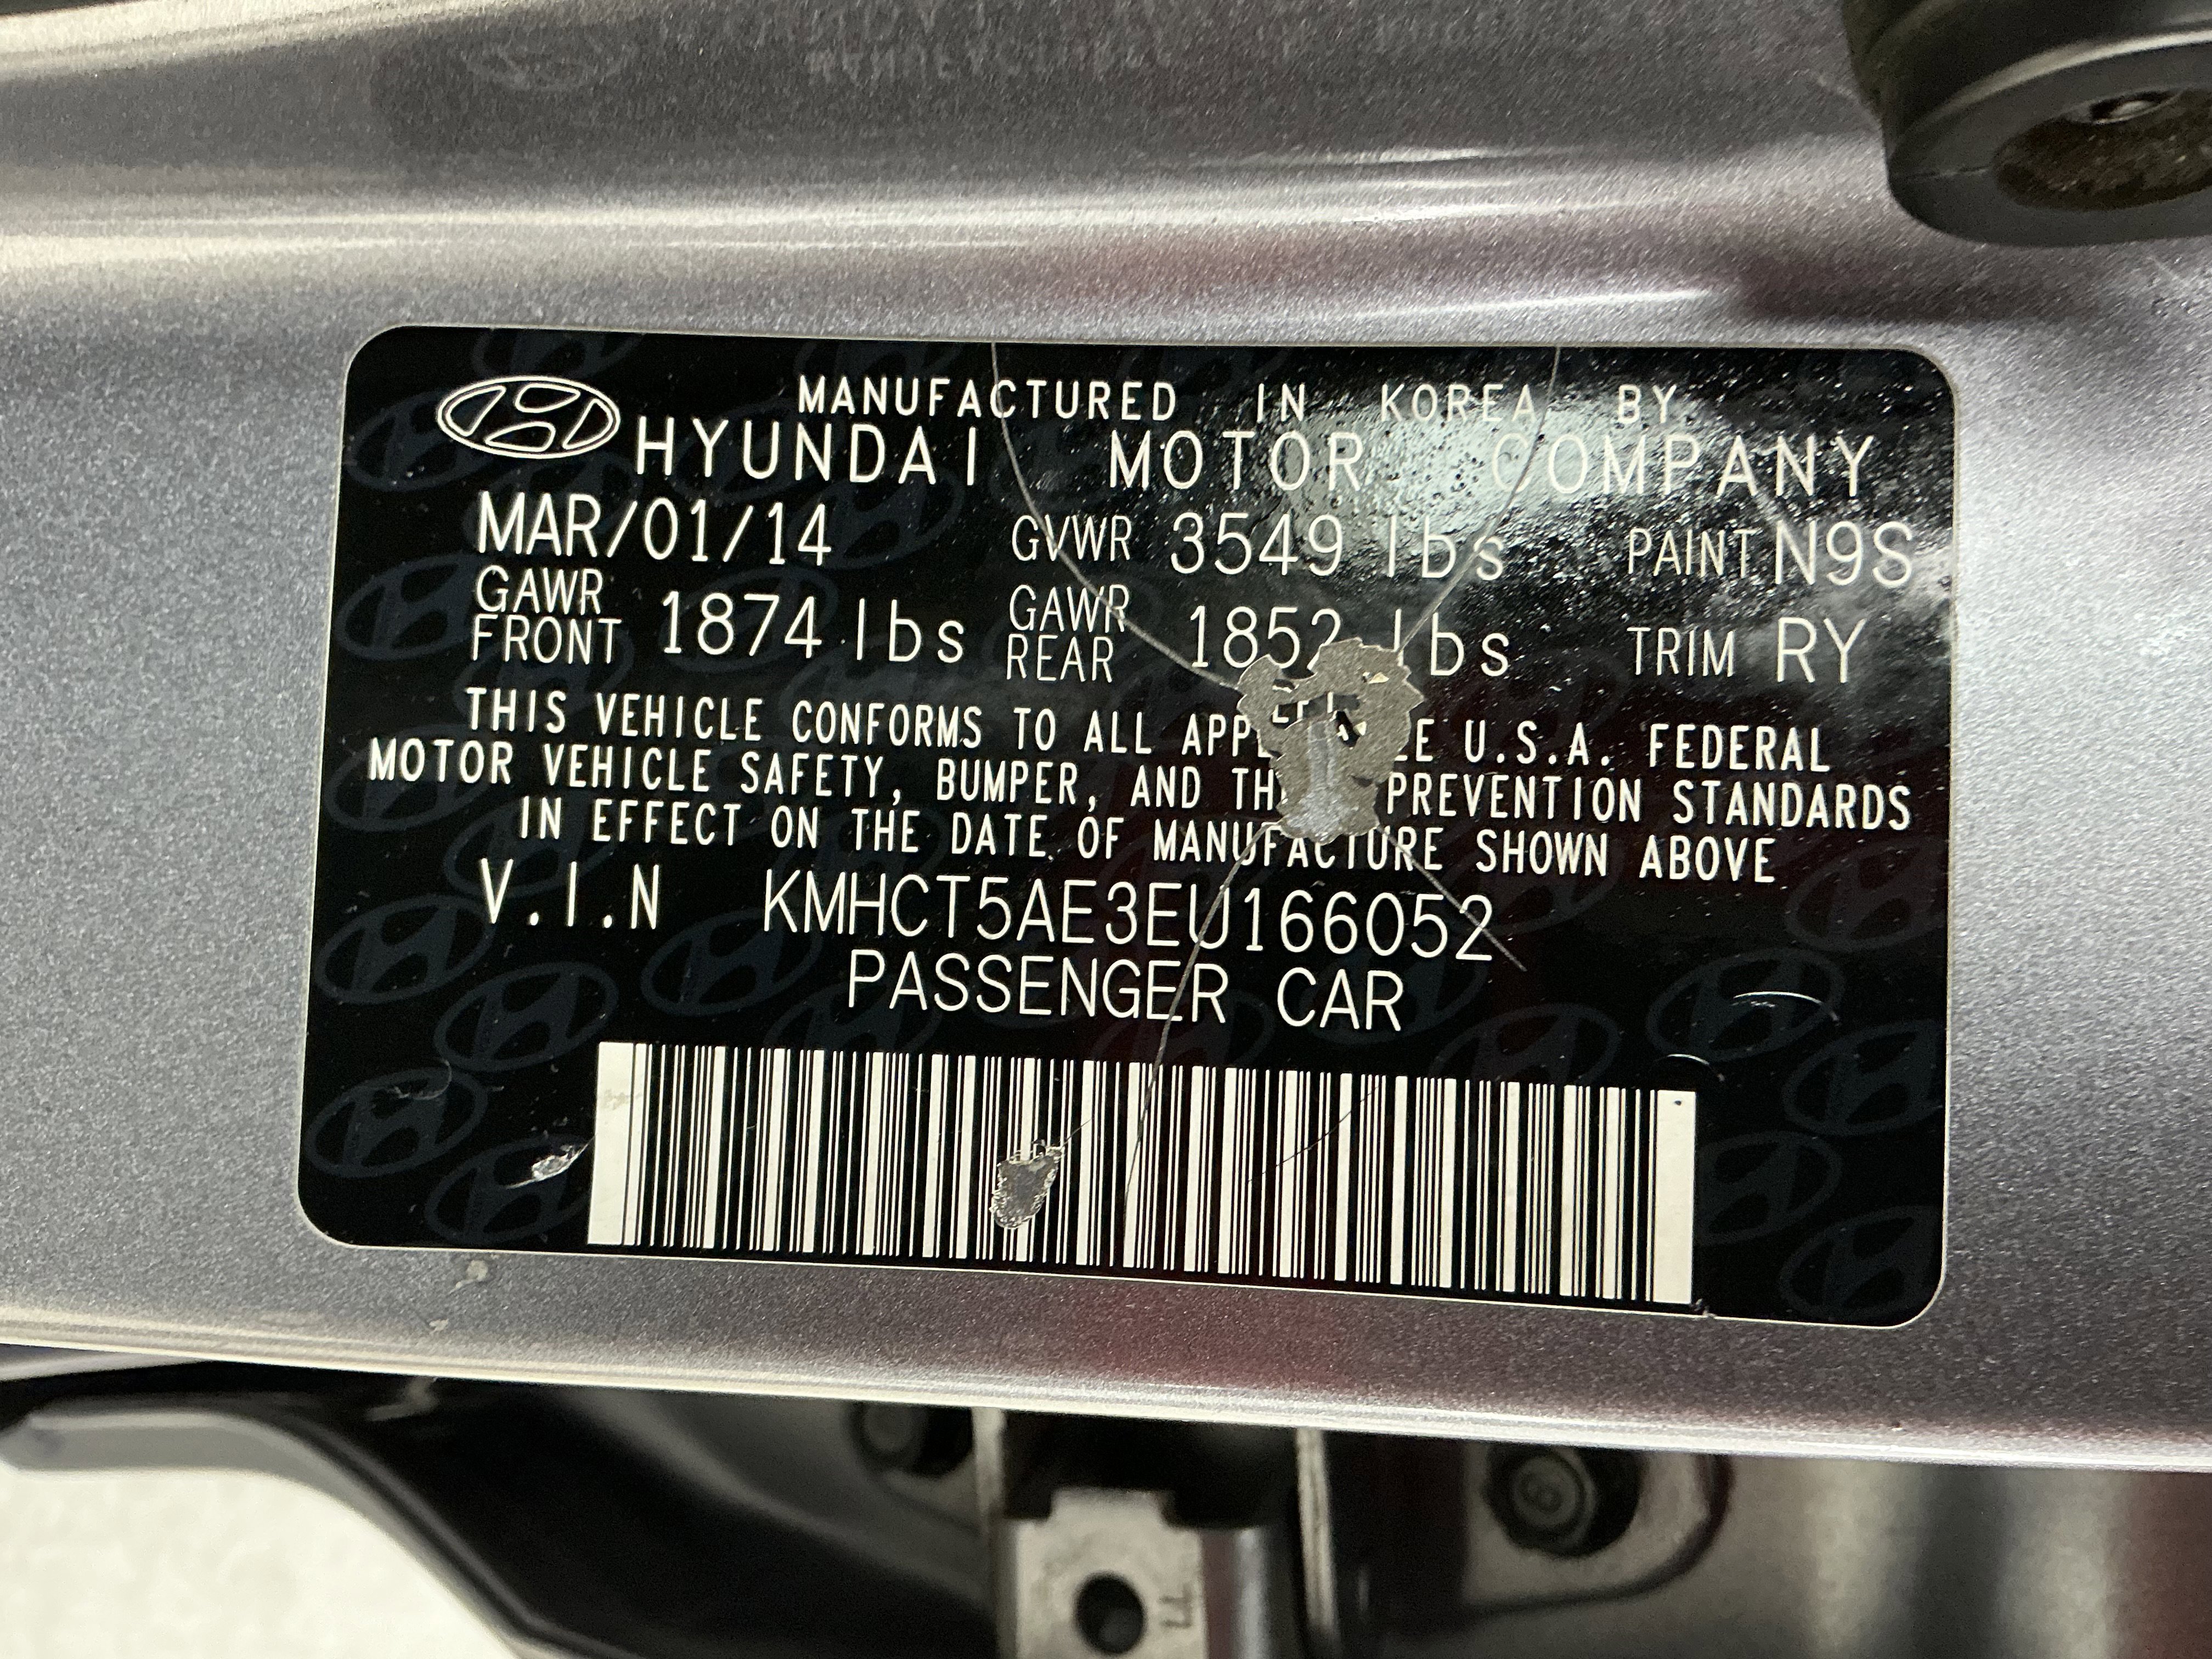 MANUFACTURED IN KOREA BY
HYUNDAI MOTOR COMPANY
MAR/01/14 GVWR 3549 lbs PAINT N9S
GAWR FRONT 1874 lbs GAWR REAR 1852 lbs TRIM RY
THIS VEHICLE CONFORMS TO ALL U.S.A. FEDERAL
MOTOR VEHICLE SAFETY, BUMPER, AND PREVENTION STANDARDS
IN EFFECT ON THE DATE OF MANUFACTURE SHOWN ABOVE
V.I.N KMHCT5AE3EU166052
PASSENGER CAR